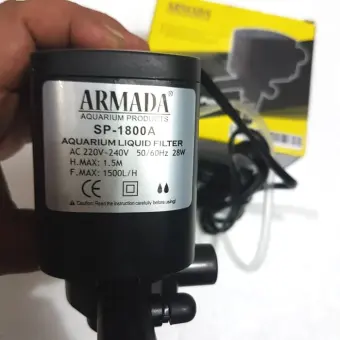 ARMADA®
AQUARIUM PRODUCTS
SP-1800A
AQUARIUM LIQUID FILTER
AC 220V-240V 50/60Hz 28W
H.MAX: 1.5M
F.MAX: 1500L/H
CE
Caution: Read the instruction carefully before using!
ARMADA